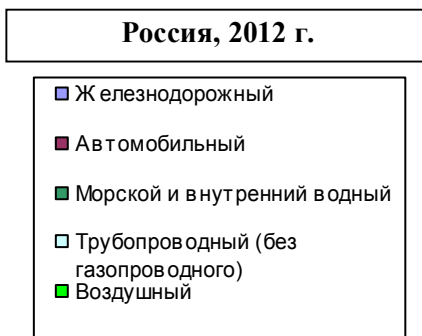 Россия, 2012 г.
Железнодорожный
Автомобильный
Морской и внутренний водный
Трубопроводный (без
газопроводного)
Воздушный